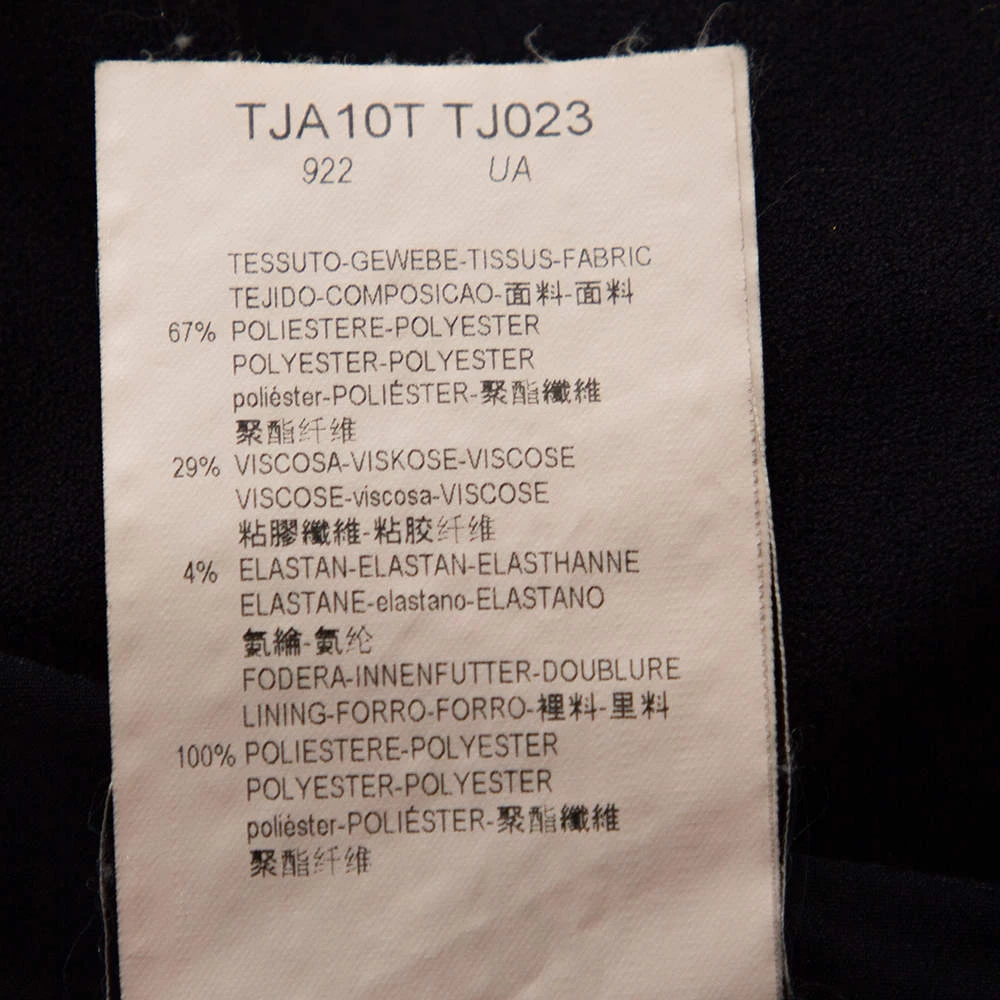 TJA10T TJ023
922 UA
TESSUTO-GEWEBE-TISSUS-FABRIC
TEJIDO-COMPOSICAO-面料-面料
67% POLIESTERE-POLYESTER
POLYESTER-POLYESTER
poliéster-POLIÉSTER-聚酯纖維
聚酯纤维
29% VISCOSA-VISKOSE-VISCOSE
VISCOSE-viscosa-VISCOSE
粘膠纖維-粘胶纤维
4% ELASTAN-ELASTAN-ELASTHANNE
ELASTANE-elastano-ELASTANO
氨綸-氨纶
FODERA-INNENFUTTER-DOUBLURE
LINING-FORRO-FORRO-裡料-里料
100% POLIESTERE-POLYESTER
POLYESTER-POLYESTER
poliéster-POLIÉSTER-聚酯纖維
聚酯纤维